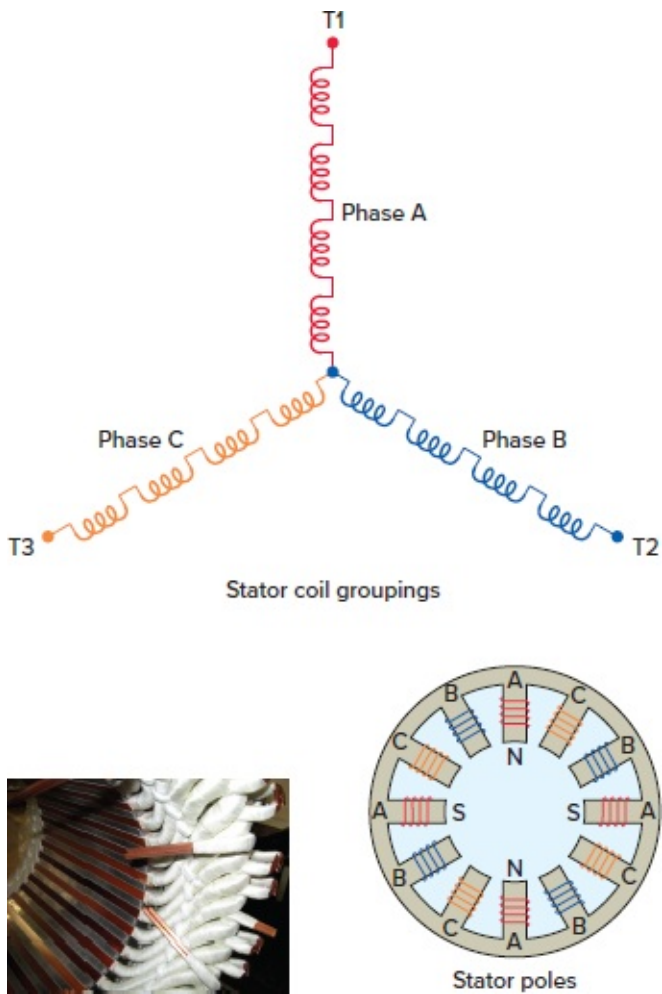 T1
Phase A
Phase C
Phase B
T3
T2
Stator coil groupings
A
B
C
C
B
N
A
S
S
A
B
N
C
C
A
B
Stator poles